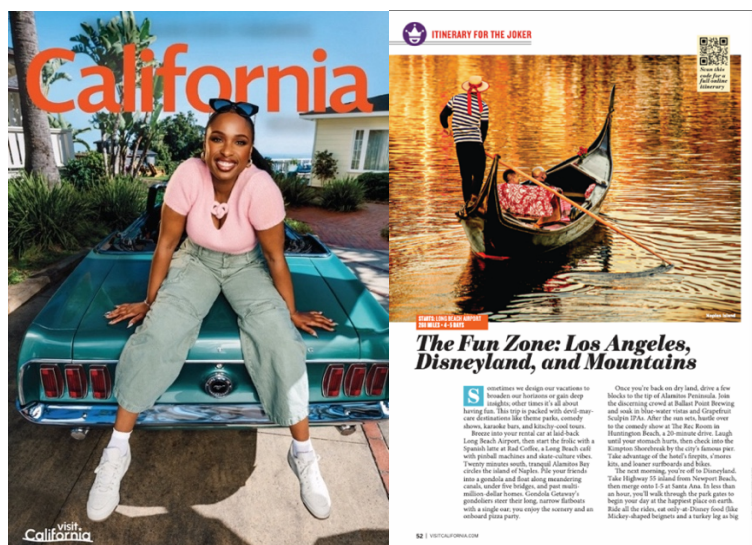 California
visit
California
ITINERARY FOR THE JOKER
Scan this
code for a
full online
itinerary
Naples Island
STARTS: LONG BEACH AIRPORT
200 MILES • 4–5 DAYS
The Fun Zone: Los Angeles,
Disneyland, and Mountains
Sometimes we design our vacations to
broaden our horizons or gain deep
insights, other times it's all about
having fun. This trip is packed with devil-may-
care destinations like theme parks, comedy
shows, karaoke bars, and kitschy-cool tours.
Breeze into your rental car at laid-back
Long Beach Airport, then start the frolic with a
Spanish latte at Rad Coffee, a Long Beach café
with pinball machines and skate-culture vibes.
Twenty minutes south, tranquil Alamitos Bay
circles the island of Naples. Pile your friends
into a gondola and float along meandering
canals, under five bridges, and past multi-
million-dollar homes. Gondola Getaway's
gondoliers steer their long, narrow flatboats
with a single oar; you enjoy the scenery and an
onboard pizza party.
Once you're back on dry land, drive a few
blocks to the tip of Alamitos Peninsula. Join
the discerning crowd at Ballast Point Brewing
and soak in blue-water vistas and Grapefruit
Sculpin IPAs. After the sun sets, hustle over
to the comedy show at The Rec Room in
Huntington Beach, a 20-minute drive. Laugh
until your stomach hurts, then check into the
Kimpton Shorebreak by the city's famous pier.
Take advantage of the hotel's firepits, s'mores
kits, and loaner surfboards and bikes.
The next morning, you're off to Disneyland.
Take Highway 55 inland from Newport Beach,
then merge onto I-5 at Santa Ana. In less than
an hour, you'll walk through the park gates to
begin your day at the happiest place on earth.
Ride all the rides, eat only-at-Disney food (like
Mickey-shaped beignets and a turkey leg as big
52 | VISITCALIFORNIA.COM